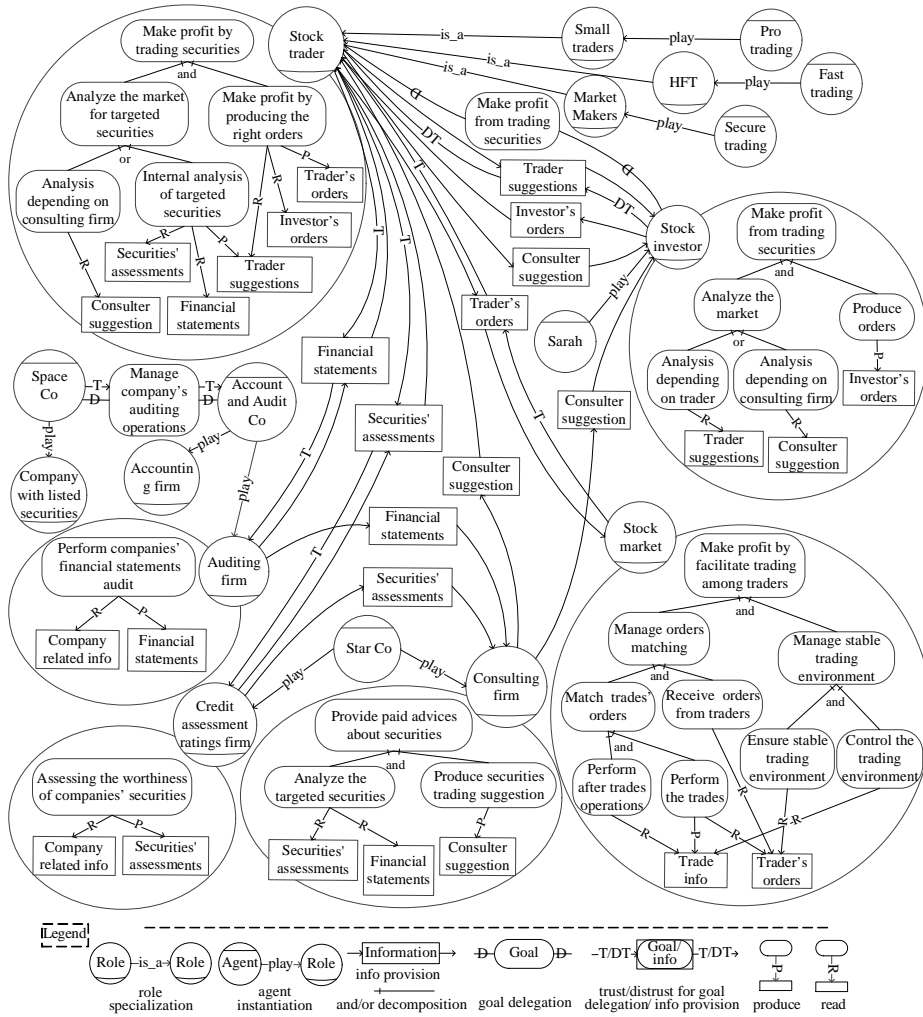 Make profit by
trading securities
and
Analyze the market
for targeted
securities
Make profit by
producing the
right orders
or
Analysis
depending on
consulting firm
Internal analysis
of targeted
securities
P
Trader's
orders
R
R
Investor's
orders
R
Securities'
assessments
R
R
P
Trader
suggestions
Consulter
suggestion
Financial
statements
Stock
trader
is_a
Small
traders
play
Pro
trading
is_a
HFT
play
Fast
trading
is_a
Market
Makers
play
Secure
trading
D
Make profit
from trading
securities
D
DT
Trader
suggestions
DT
T
Investor's
orders
T
Consulter
suggestion
Stock
investor
T
Trader's
orders
play
Sarah
Make profit
from trading
securities
and
Analyze the
market
Produce
orders
or
P
Analysis
depending
on trader
Analysis
depending on
consulting firm
Investor's
orders
R
R
Trader
suggestions
Consulter
suggestion
T
T
Financial
statements
Securities'
assessments
Consulter
suggestion
Consulter
suggestion
T
Space
Co
T
D
Manage
company's
auditing
operations
T
D
Account
and Audit
Co
play
play
play
Company
with listed
securities
Accountin
g firm
T
T
Auditing
firm
Financial
statements
Securities'
assessments
Perform companies'
financial statements
audit
R
P
Company
related info
Financial
statements
Star Co
play
play
Consulting
firm
Credit
assessment
ratings firm
Stock
market
Make profit by
facilitate trading
among traders
and
Manage orders
matching
Manage stable
trading
environment
and
and
Match trades'
orders
Receive orders
from traders
and
Ensure stable
trading
environment
Control the
trading
environment
Perform
after trades
operations
Perform
the trades
R
P
R
R
R
R
Trade
info
Trader's
orders
Assessing the worthiness
of companies' securities
R
P
Company
related info
Securities'
assessments
Provide paid advices
about securities
and
Analyze the
targeted securities
Produce securities
trading suggestion
R
R
P
Securities'
assessments
Financial
statements
Consulter
suggestion
Legend
Role
is_a
Role
role
specialization
Agent
play
Role
agent
instantiation
Information
info provision
and/or decomposition
D
Goal
D
goal delegation
T/DT
Goal/
info
T/DT
trust/distrust for goal
delegation/ info provision
P
produce
R
read